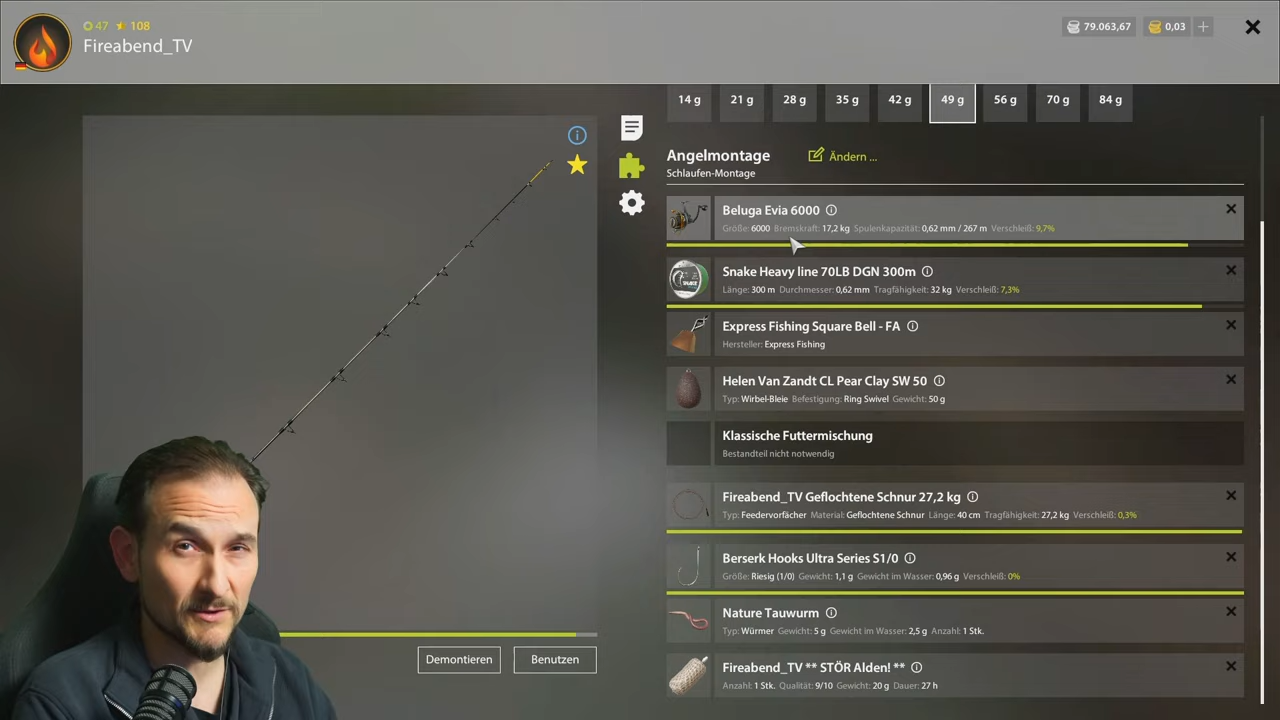 47 108
Fireabend_TV
79.063,67
0,03
14 g
21 g
28 g
35 g
42 g
49 g
56 g
70 g
84 g
Angelmontage
Ändern ...
Schlaufen-Montage
Beluga Evia 6000
Größe: 6000 Bremskraft: 17,2 kg Spulenkapazität: 0,62 mm / 267 m Verschleiß: 9,7%
Snake Heavy line 70LB DGN 300m
Länge: 300 m Durchmesser: 0,62 mm Tragfähigkeit: 32 kg Verschleiß: 7,3%
Express Fishing Square Bell - FA
Hersteller: Express Fishing
Helen Van Zandt CL Pear Clay SW 50
Typ: Wirbel-Bleie Befestigung: Ring Swivel Gewicht: 50 g
Klassische Futtermischung
Bestandteil nicht notwendig
Fireabend_TV Geflochtene Schnur 27,2 kg
Typ: Feedervorfächer Material: Geflochtene Schnur Länge: 40 cm Tragfähigkeit: 27,2 kg Verschleiß: 0,3%
Berserk Hooks Ultra Series S1/0
Größe: Riesig (1/0) Gewicht: 1,1 g Gewicht im Wasser: 0,96 g Verschleiß: 0%
Nature Tauwurm
Typ: Würmer Gewicht: 5 g Gewicht im Wasser: 2,5 g Anzahl: 1 Stk.
Fireabend_TV ** STÖR Alden! **
Anzahl: 1 Stk. Qualität: 9/10 Gewicht: 20 g Dauer: 27 h
Demontieren
Benutzen